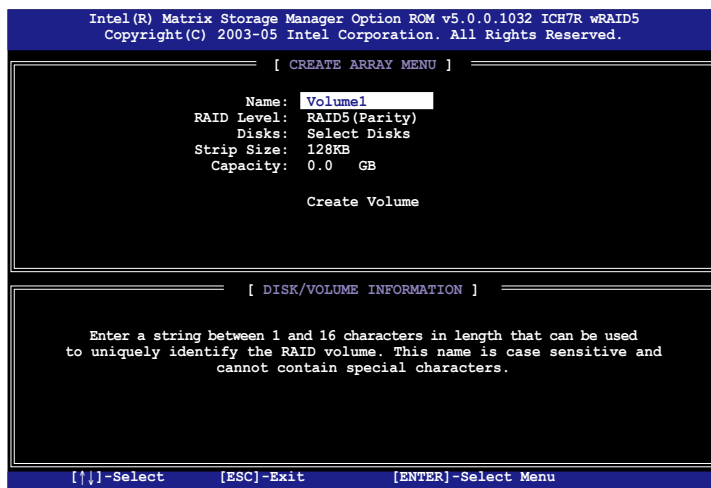 Intel(R) Matrix Storage Manager Option ROM v5.0.0.1032 ICH7R wRAID5
Copyright(C) 2003-05 Intel Corporation. All Rights Reserved.
[ CREATE ARRAY MENU ]
Name: Volume1
RAID Level: RAID5(Parity)
Disks: Select Disks
Strip Size: 128KB
Capacity: 0.0 GB
Create Volume
[ DISK/VOLUME INFORMATION ]
Enter a string between 1 and 16 characters in length that can be used
to uniquely identify the RAID volume. This name is case sensitive and
cannot contain special characters.
[↑↓]-Select [ESC]-Exit [ENTER]-Select Menu